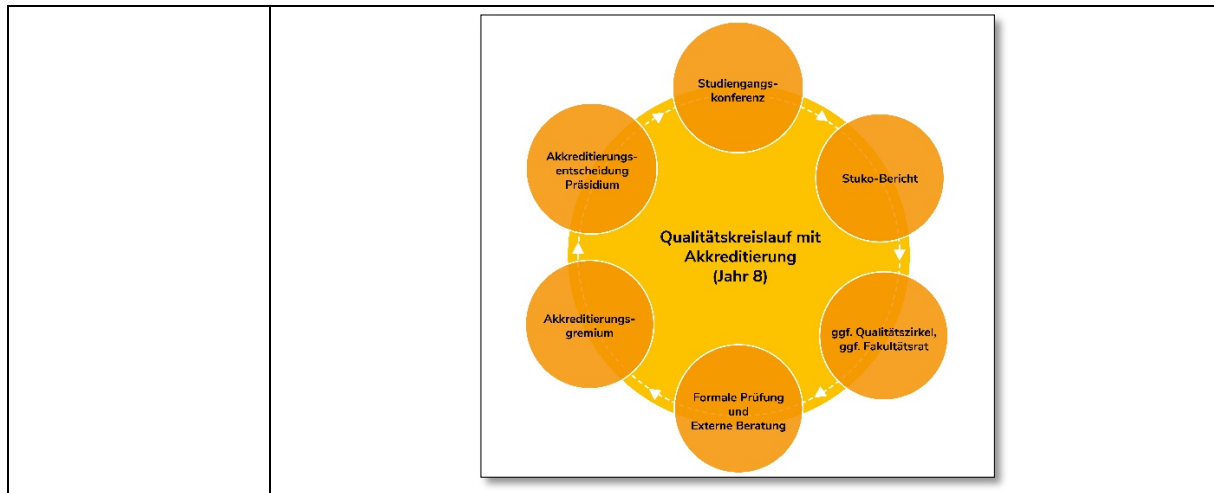 Studiengangs-
konferenz
Stuko-Bericht
ggf. Qualitätszirkel,
ggf. Fakultätsrat
Formale Prüfung
und
Externe Beratung
Akkreditierungs-
gremium
Akkreditierungs-
entscheidung
Präsidium
Qualitätskreislauf mit
Akkreditierung
(Jahr 8)